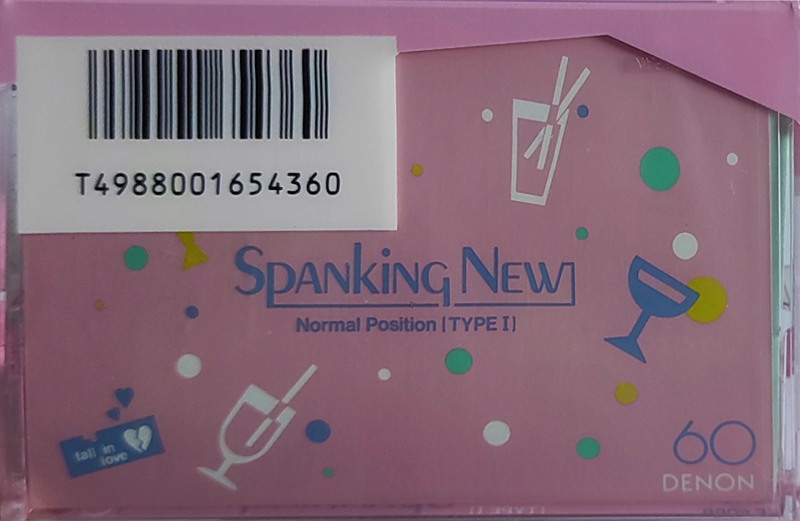 T4988001654360
Spanking New
Normal Position [TYPE I]
fall in
love
60
DENON